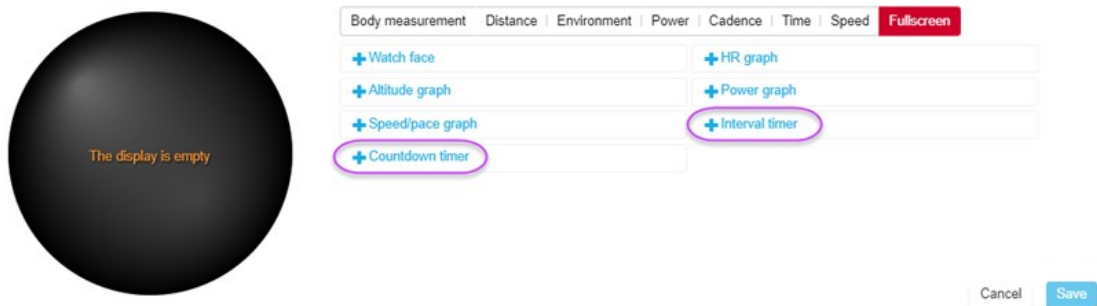 Body measurement Distance Environment Power Cadence Time Speed Fullscreen
Watch face
HR graph
Altitude graph
Power graph
Speed/pace graph
Interval timer
The display is empty
Countdown timer
Cancel Save